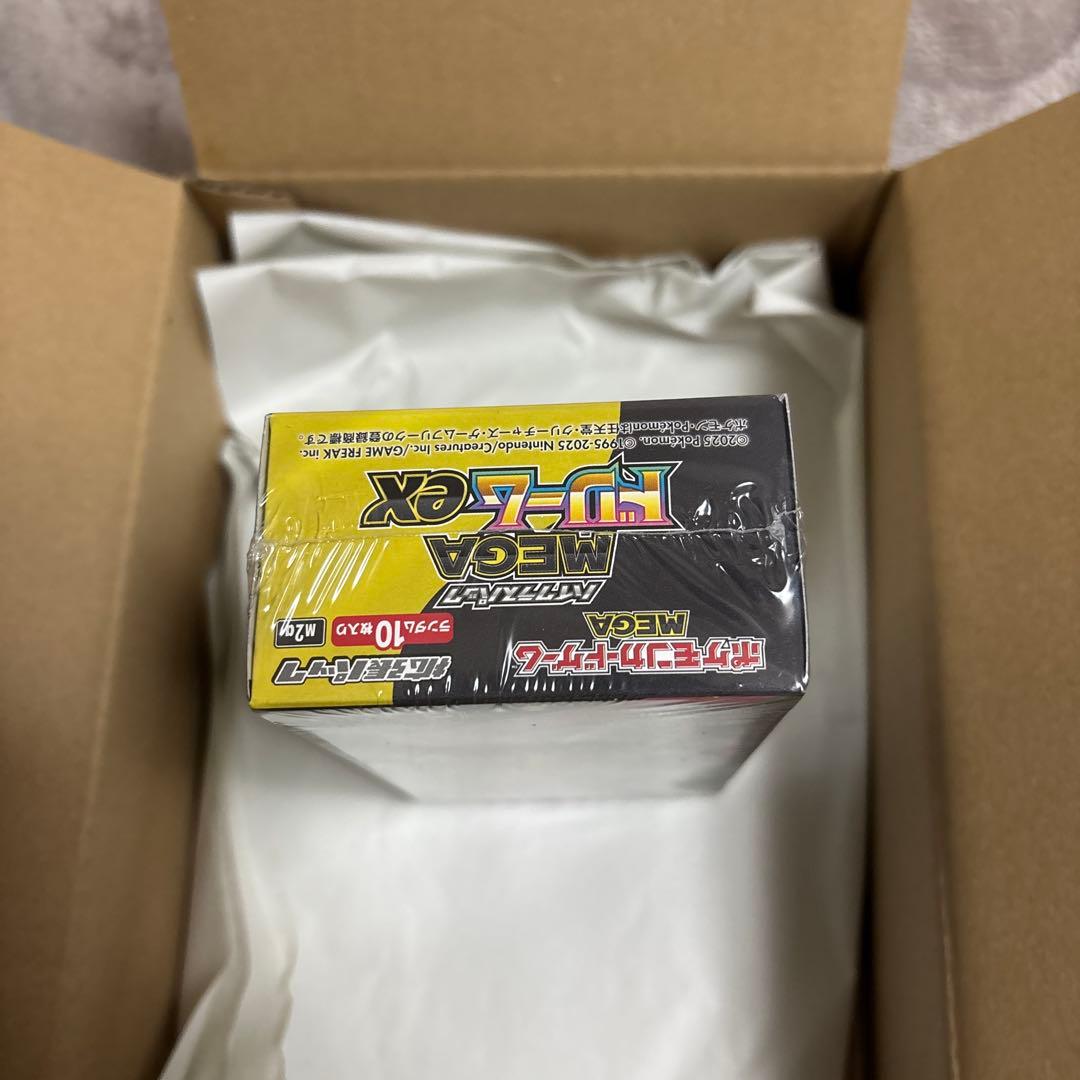 ポケモンカードゲーム
MEGA
拡張パック
ランダム10枚入り
M2a
ハイクラスパック
MEGA
ドリームex
©2025 Pokémon. ©1995-2025 Nintendo/Creatures Inc./GAME FREAK inc.
ポケモン・Pokémonは任天堂・クリーチャーズ・ゲームフリークの登録商標です。